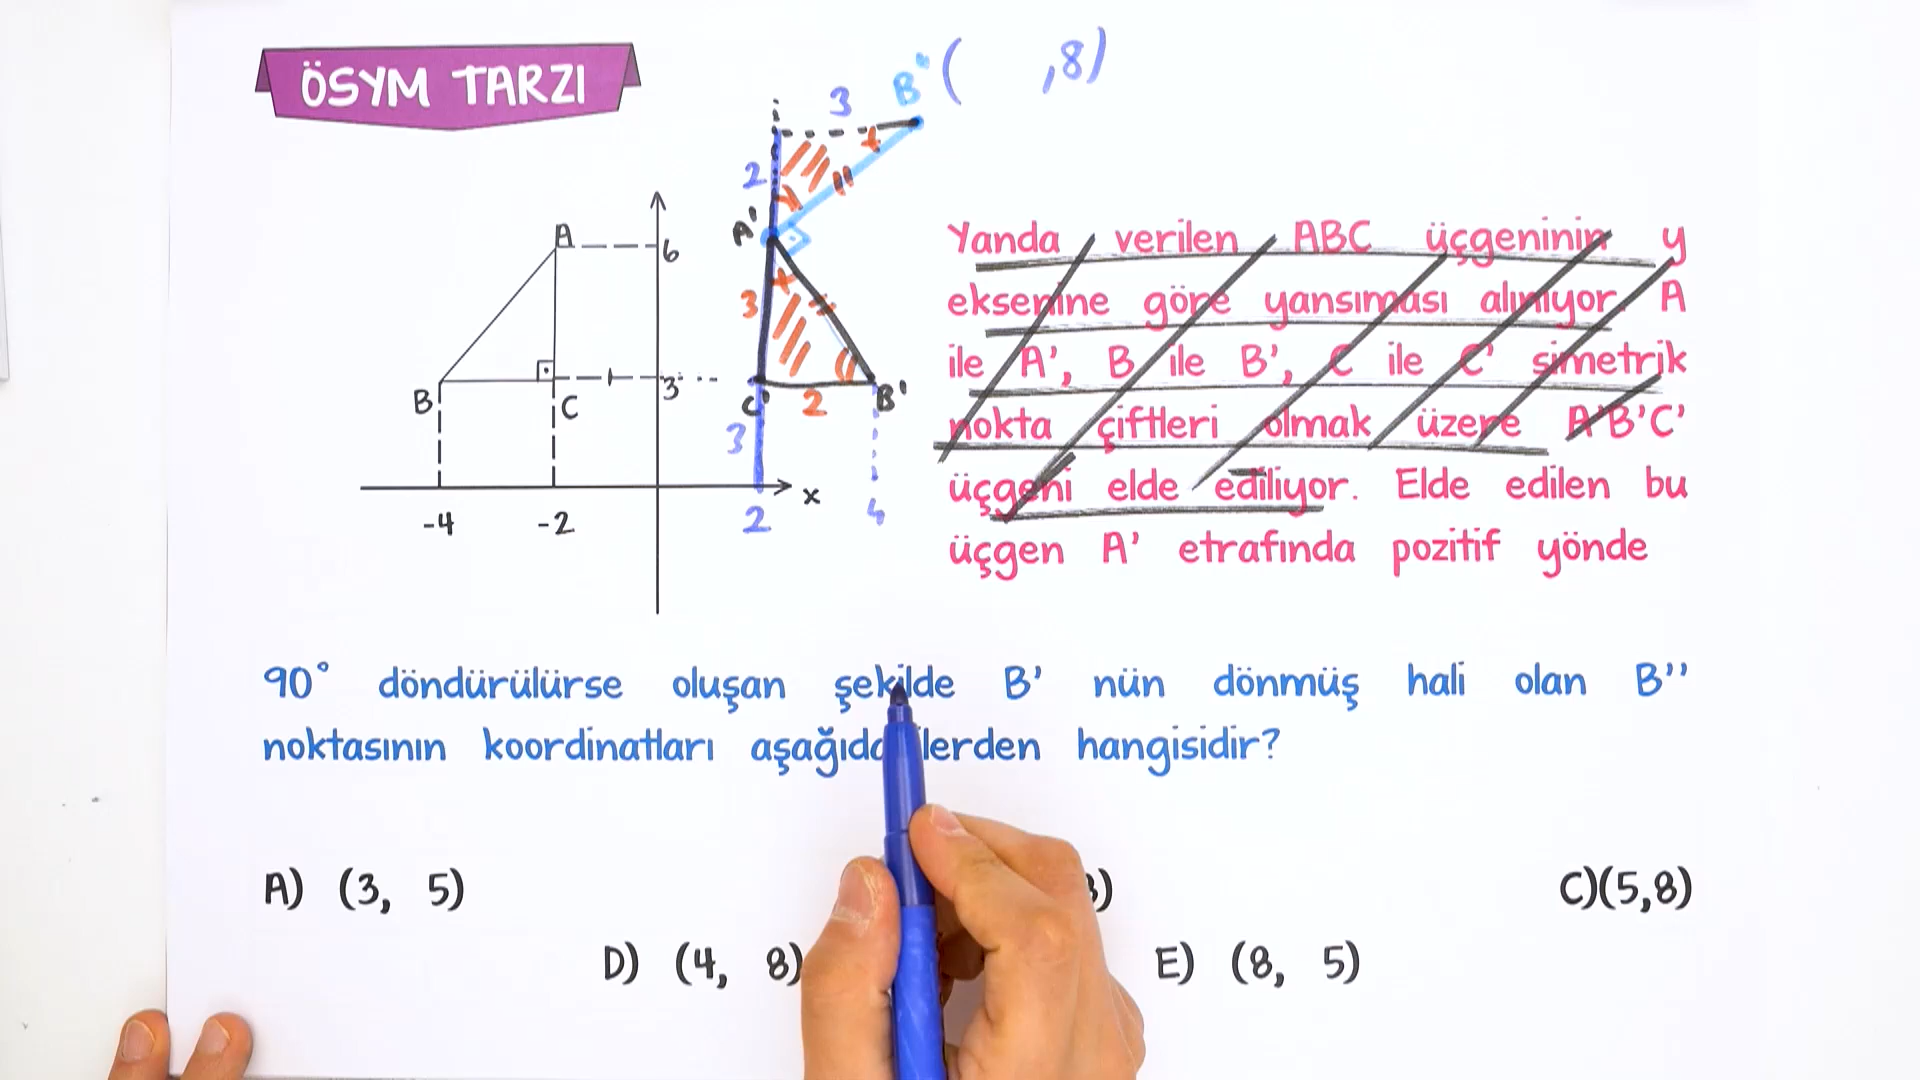 ÖSYM TARZI
B'' ( ,8)
3
2
A'
A
6
Yanda verilen ABC üçgeninin y
eksenine göre yansıması alınıyor A
ile A', B ile B', C ile C' simetrik
nokta çiftleri olmak üzere A'B'C'
üçgeni elde ediliyor. Elde edilen bu
üçgen A' etrafında pozitif yönde
3
B
C
3
C'
2
B'
3
x
-4
-2
2
4
90° döndürülürse oluşan şekilde B' nün dönmüş hali olan B''
noktasının koordinatları hangisidir?
A) (3, 5)
C)(5,8)
D) (4, 8)
E) (8, 5)